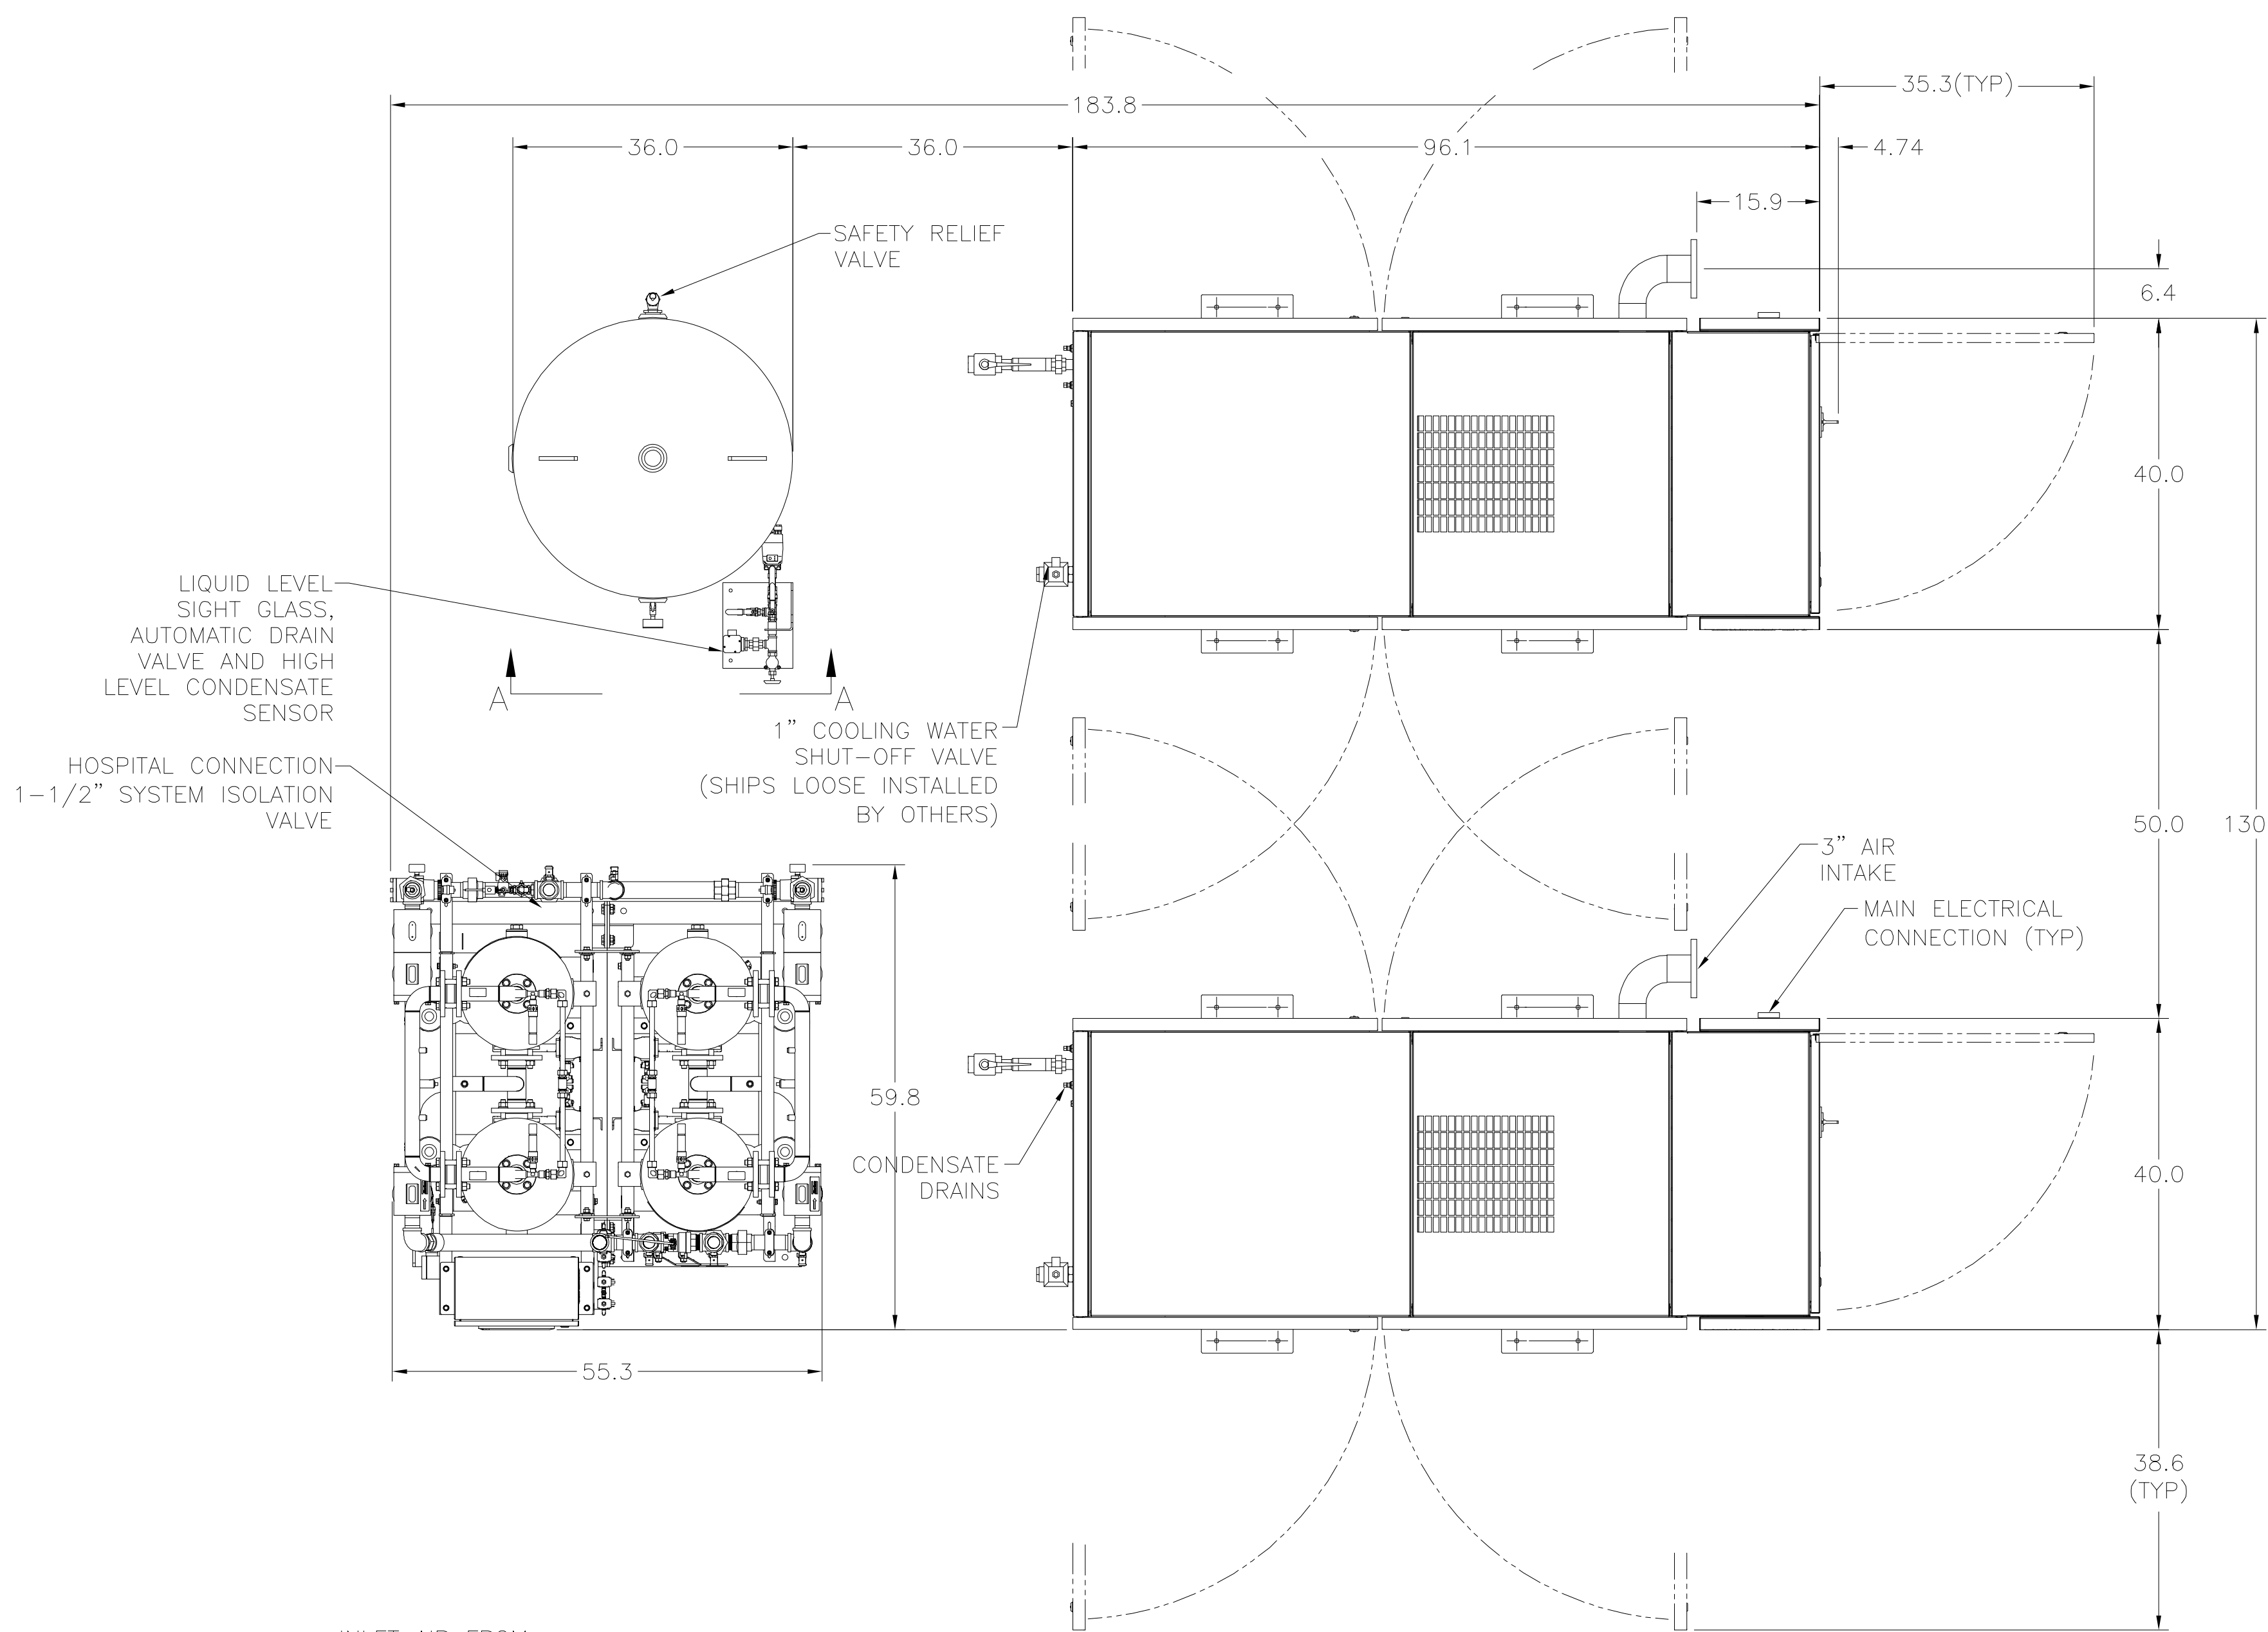 183.8
35.3(TYP)
36.0
36.0
96.1
4.74
15.9
SAFETY RELIEF
VALVE
6.4
40.0
LIQUID LEVEL
SIGHT GLASS,
AUTOMATIC DRAIN
VALVE AND HIGH
LEVEL CONDENSATE
SENSOR
A
A
1" COOLING WATER
SHUT-OFF VALVE
(SHIPS LOOSE INSTALLED
BY OTHERS)
HOSPITAL CONNECTION
1-1/2" SYSTEM ISOLATION
VALVE
50.0
130
3" AIR
INTAKE
MAIN ELECTRICAL
CONNECTION (TYP)
59.8
CONDENSATE
DRAINS
40.0
55.3
38.6
(TYP)